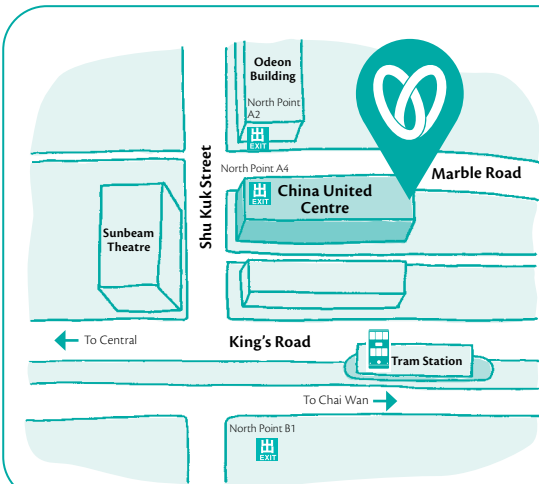 Odeon
Building
North Point
A2
EXIT
Shu Kuk Street
North Point A4
EXIT
China United
Centre
Marble Road
Sunbeam
Theatre
To Central
King's Road
Tram Station
To Chai Wan
North Point B1
EXIT